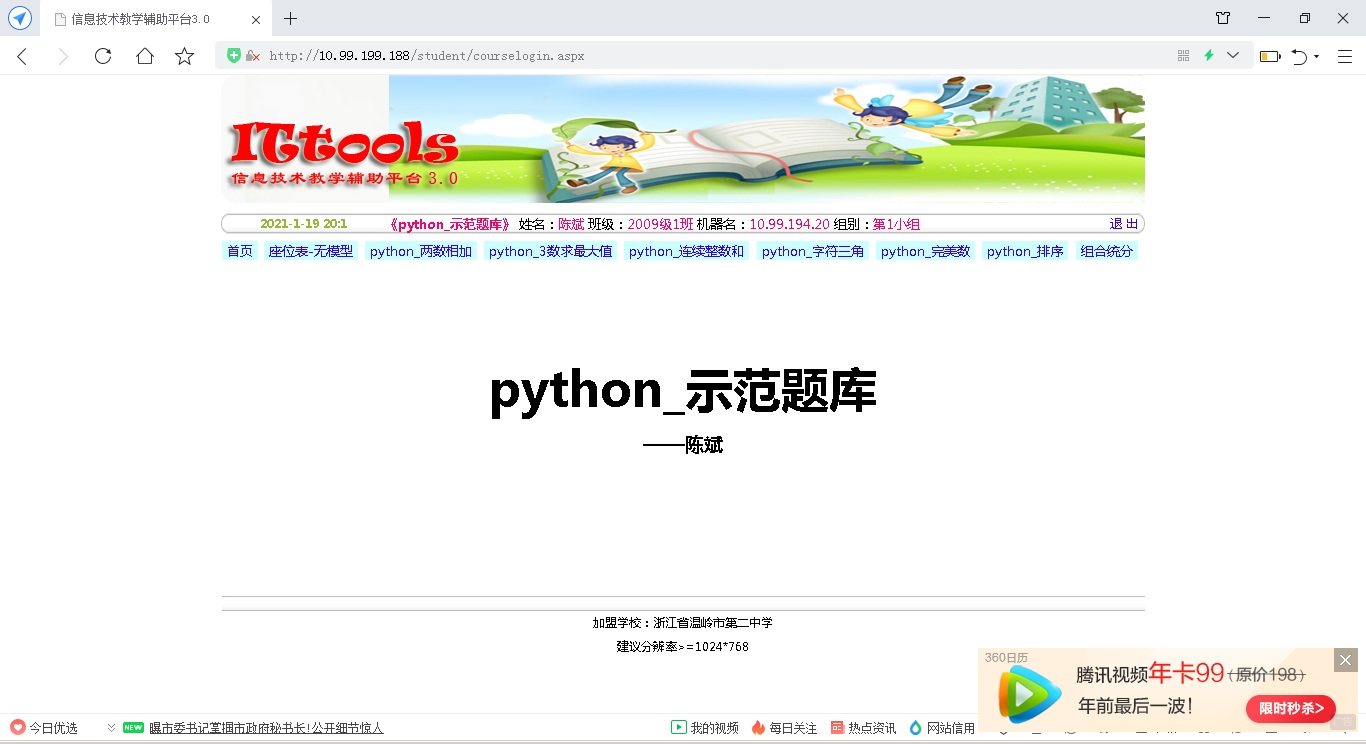 信息技术教学辅助平台3.0
http://10.99.199.188/student/courselogin.aspx
ITtools
信息技术教学辅助平台 3.0
2021-1-19 20:1 《python_示范题库》 姓名：陈斌 班级：2009级1班 机器名：10.99.194.20 组别：第1小组 退 出
首页 座位表-无模型 python_两数相加 python_3数求最大值 python_连续整数和 python_字符三角 python_完美数 python_排序 组合统分
python_示范题库
——陈斌
加盟学校：浙江省温岭市第二中学
建议分辨率>=1024*768
360日历
腾讯视频年卡99 (原价198)
年前最后一波！
限时秒杀>
今日优选 NEW 曝市委书记掌掴市政府秘书长!公开细节惊人 我的视频 每日关注 热点资讯 网站信用